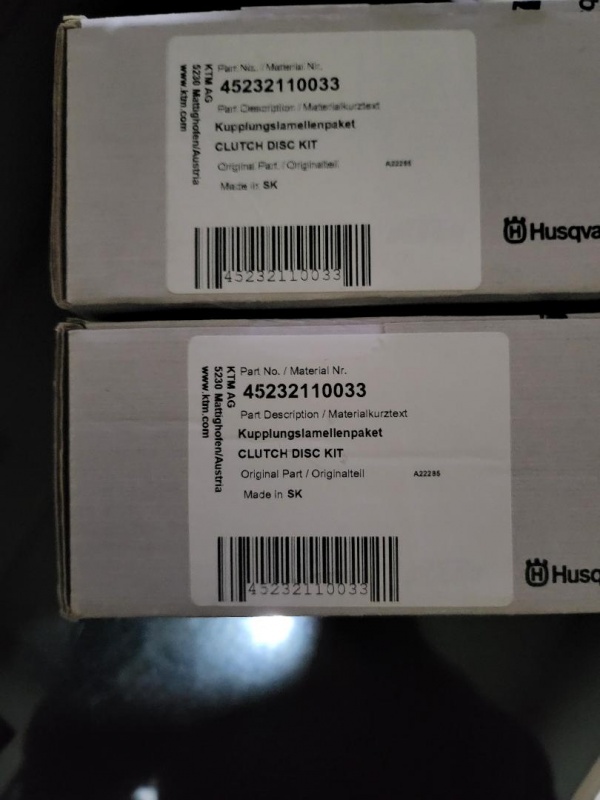 KTM AG
5230 Mattighofen/Austria
www.ktm.com
Part No. / Material Nr.
45232110033
Part Description / Materialkurztext
Kupplungslamellenpaket
CLUTCH DISC KIT
Original Part / Originalteil A22285
Made in SK
45232110033
Husqva
KTM AG
5230 Mattighofen/Austria
www.ktm.com
Part No. / Material Nr.
45232110033
Part Description / Materialkurztext
Kupplungslamellenpaket
CLUTCH DISC KIT
Original Part / Originalteil A22285
Made in SK
45232110033
Husq